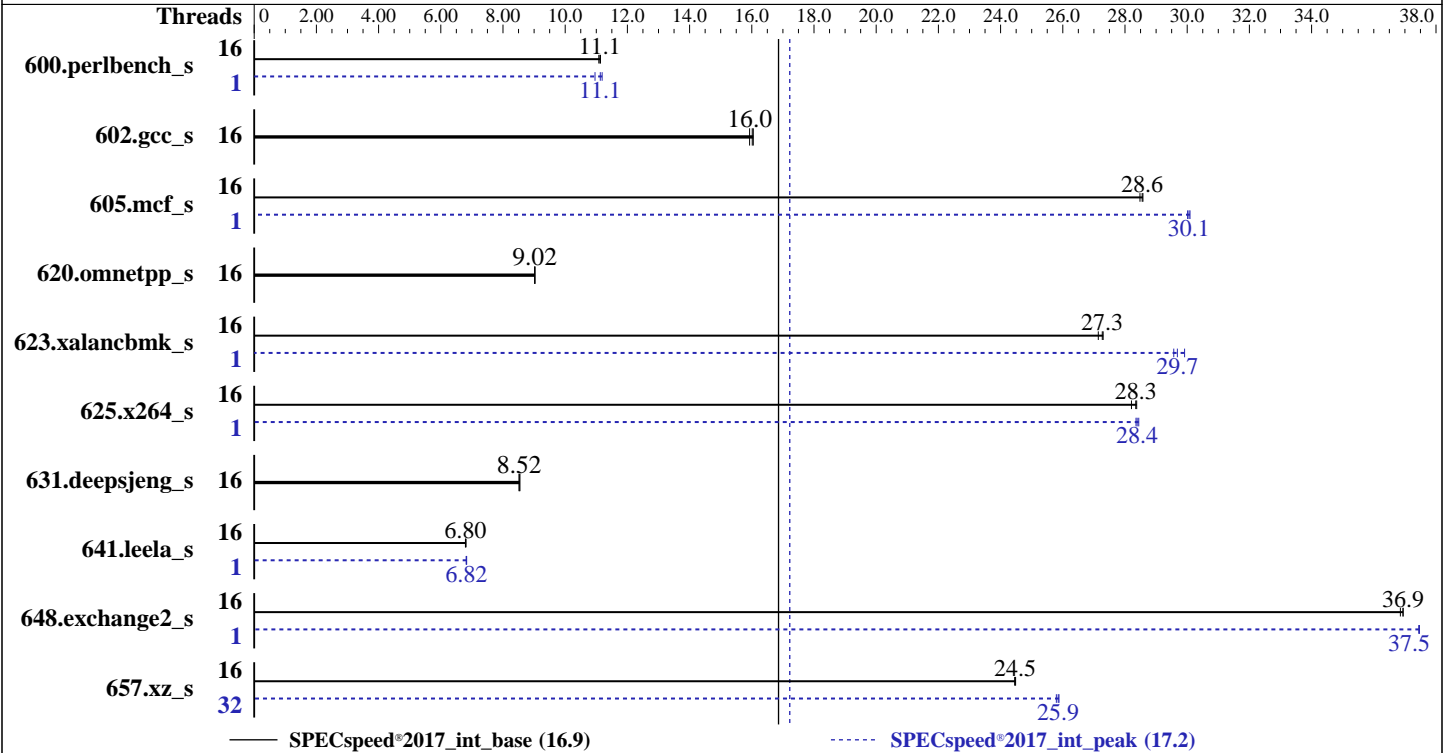 Threads 0 2.00 4.00 6.00 8.00 10.0 12.0 14.0 16.0 18.0 20.0 22.0 24.0 26.0 28.0 30.0 32.0 34.0 38.0
600.perlbench_s 16 11.1
1 11.1
602.gcc_s 16 16.0
605.mcf_s 16 28.6
1 30.1
620.omnetpp_s 16 9.02
623.xalancbmk_s 16 27.3
1 29.7
625.x264_s 16 28.3
1 28.4
631.deepsjeng_s 16 8.52
641.leela_s 16 6.80
1 6.82
648.exchange2_s 16 36.9
1 37.5
657.xz_s 16 24.5
32 25.9
SPECspeed®2017_int_base (16.9) SPECspeed®2017_int_peak (17.2)